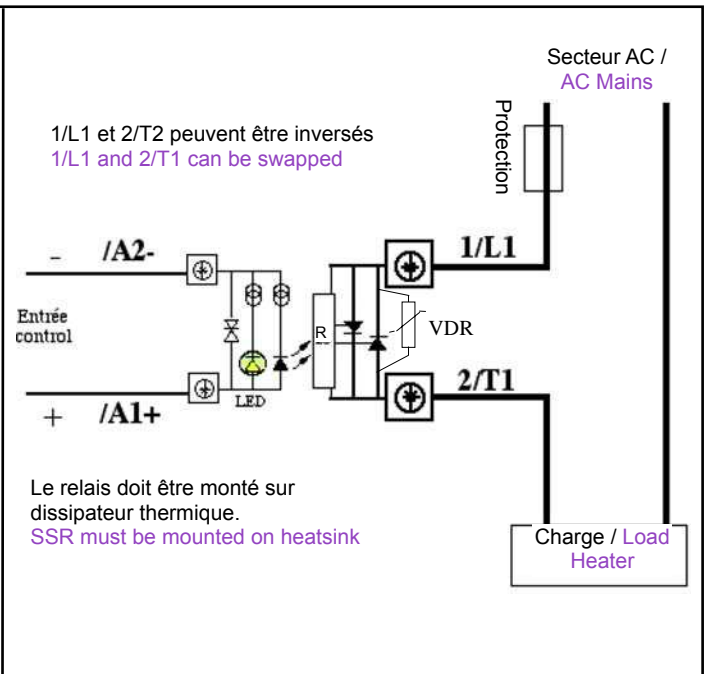 Secteur AC /
AC Mains
Protection
1/L1 et 2/T2 peuvent être inversés
1/L1 and 2/T1 can be swapped
- /A2-
1/L1
Entrée
control
R
VDR
LED
2/T1
+ /A1+
Le relais doit être monté sur
dissipateur thermique.
SSR must be mounted on heatsink
Charge / Load
Heater